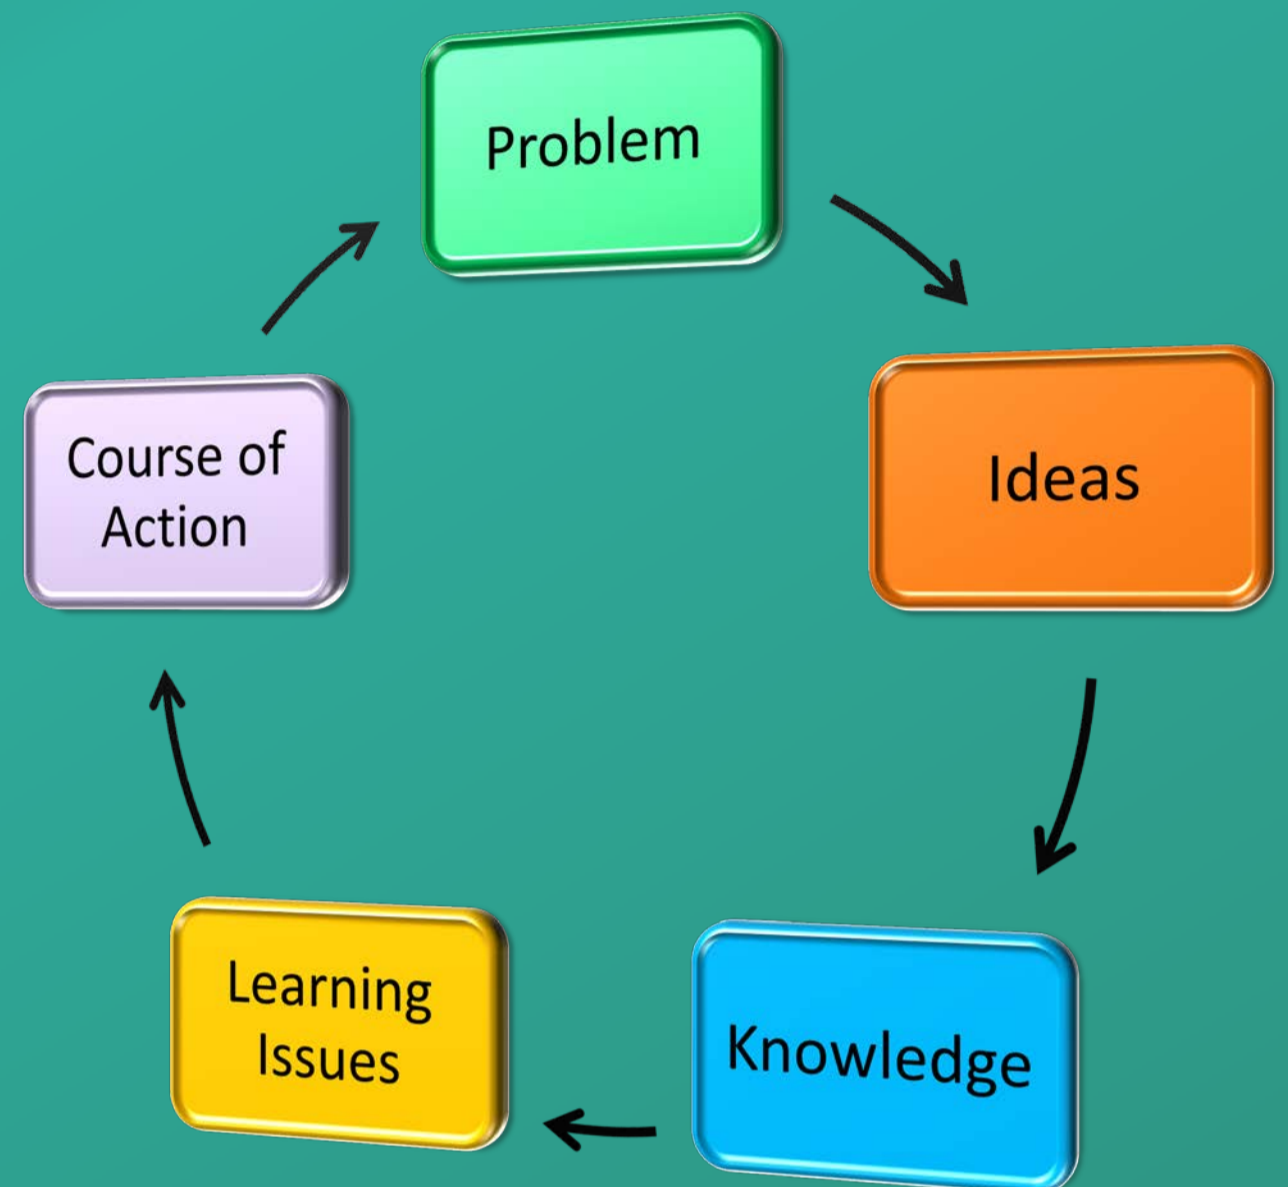 Problem
Ideas
Knowledge
Learning
Issues
Course of
Action